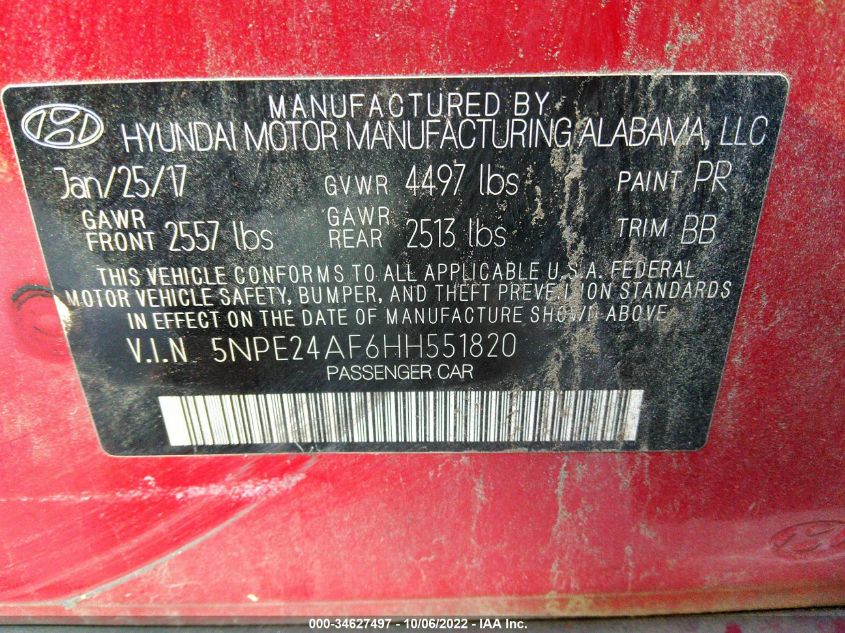 MANUFACTURED BY
HYUNDAI MOTOR MANUFACTURING ALABAMA, LLC
Jan/25/17 GVWR 4497 lbs PAINT PR
GAWR FRONT 2557 lbs GAWR REAR 2513 lbs TRIM BB
THIS VEHICLE CONFORMS TO ALL APPLICABLE U.S.A. FEDERAL
MOTOR VEHICLE SAFETY, BUMPER, AND THEFT PREVENTION STANDARDS
IN EFFECT ON THE DATE OF MANUFACTURE SHOWN ABOVE.
V.I.N 5NPE24AF6HH551820
PASSENGER CAR
000-34627497 - 10/06/2022 - IAA Inc.